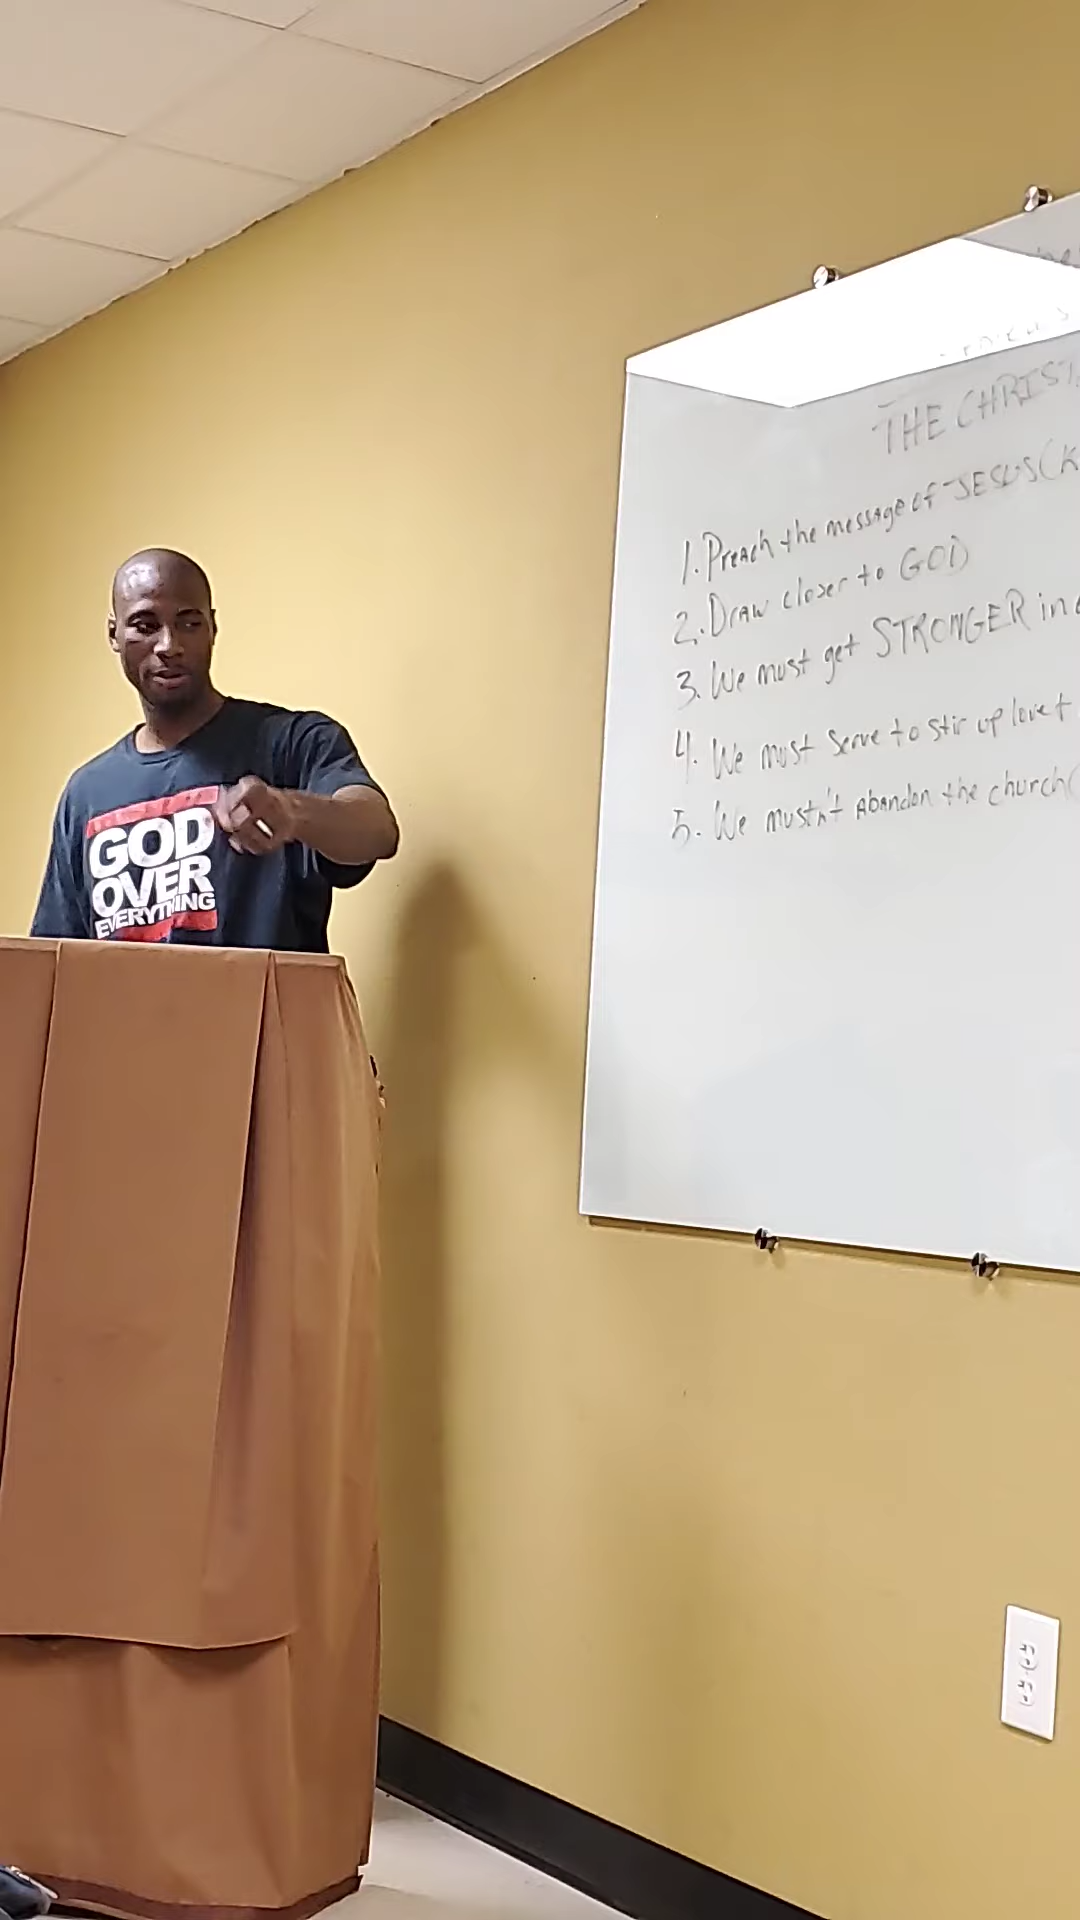 GOD
OVER
EVERYTHING
THE CHRIST
1. Preach the message of JESUS (K
2. Draw closer to GOD
3. We must get STRONGER in
4. We must serve to stir up love +
5. We mustn't abandon the church (